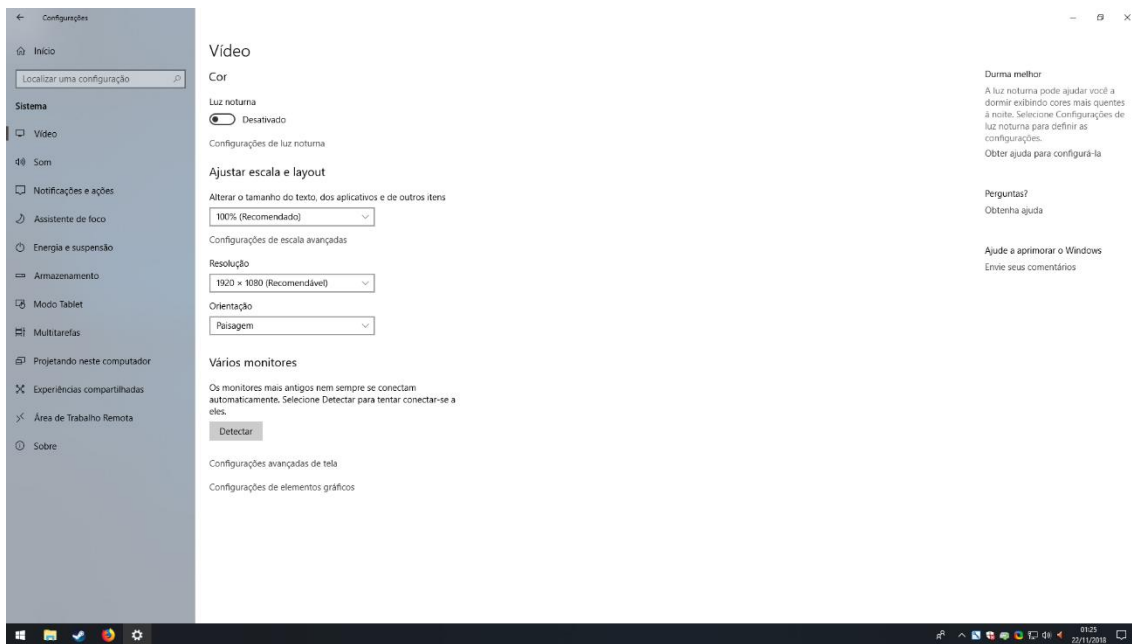 Configurações
Início
Localizar uma configuração
Sistema
Vídeo
Som
Notificações e ações
Assistente de foco
Energia e suspensão
Armazenamento
Modo Tablet
Multitarefas
Projetando neste computador
Experiências compartilhadas
Área de Trabalho Remota
Sobre
Vídeo
Cor
Luz noturna
Desativado
Configurações de luz noturna
Ajustar escala e layout
Alterar o tamanho do texto, dos aplicativos e de outros itens
100% (Recomendado)
Configurações de escala avançadas
Resolução
1920 × 1080 (Recomendável)
Orientação
Paisagem
Vários monitores
Os monitores mais antigos nem sempre se conectam
automaticamente. Selecione Detectar para tentar conectar-se a
eles.
Detectar
Configurações avançadas de tela
Configurações de elementos gráficos
Durma melhor
A luz noturna pode ajudar você a
dormir exibindo cores mais quentes
à noite. Selecione Configurações de
luz noturna para definir as
configurações.
Obter ajuda para configurá-la
Perguntas?
Obtenha ajuda
Ajude a aprimorar o Windows
Envie seus comentários
01:25
22/11/2018